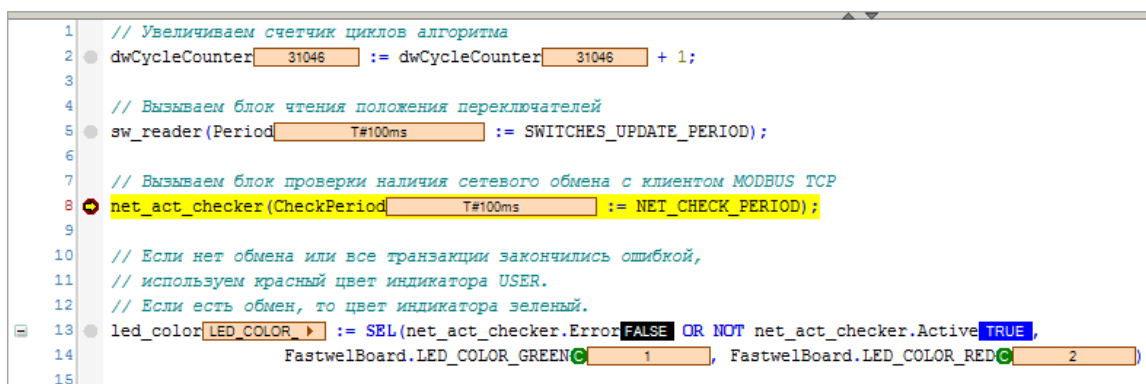 1 // Увеличиваем счетчик циклов алгоритма
2 dwCycleCounter 31046 := dwCycleCounter 31046 + 1;
3
4 // Вызываем блок чтения положения переключателей
5 sw_reader(Period T#100ms := SWITCHES_UPDATE_PERIOD);
6
7 // Вызываем блок проверки наличия сетевого обмена с клиентом MODBUS TCP
8 net_act_checker(CheckPeriod T#100ms := NET_CHECK_PERIOD);
9
10 // Если нет обмена или все транзакции закончились ошибкой,
11 // используем красный цвет индикатора USER.
12 // Если есть обмен, то цвет индикатора зеленый.
13 led_color LED_COLOR_ := SEL(net_act_checker.Error FALSE OR NOT net_act_checker.Active TRUE ,
14 FastwelBoard.LED_COLOR_GREEN C 1 , FastwelBoard.LED_COLOR_RED C 2 )
15